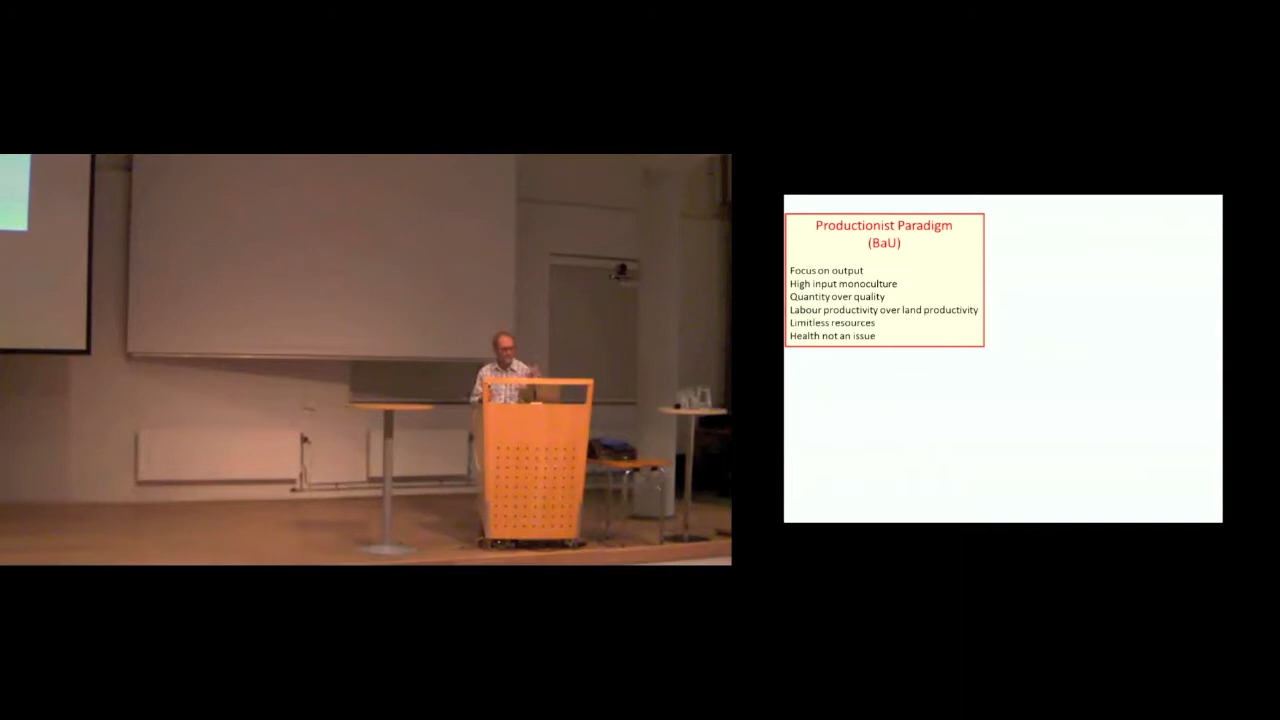 Productionist Paradigm
(BaU)
Focus on output
High input monoculture
Quantity over quality
Labour productivity over land productivity
Limitless resources
Health not an issue